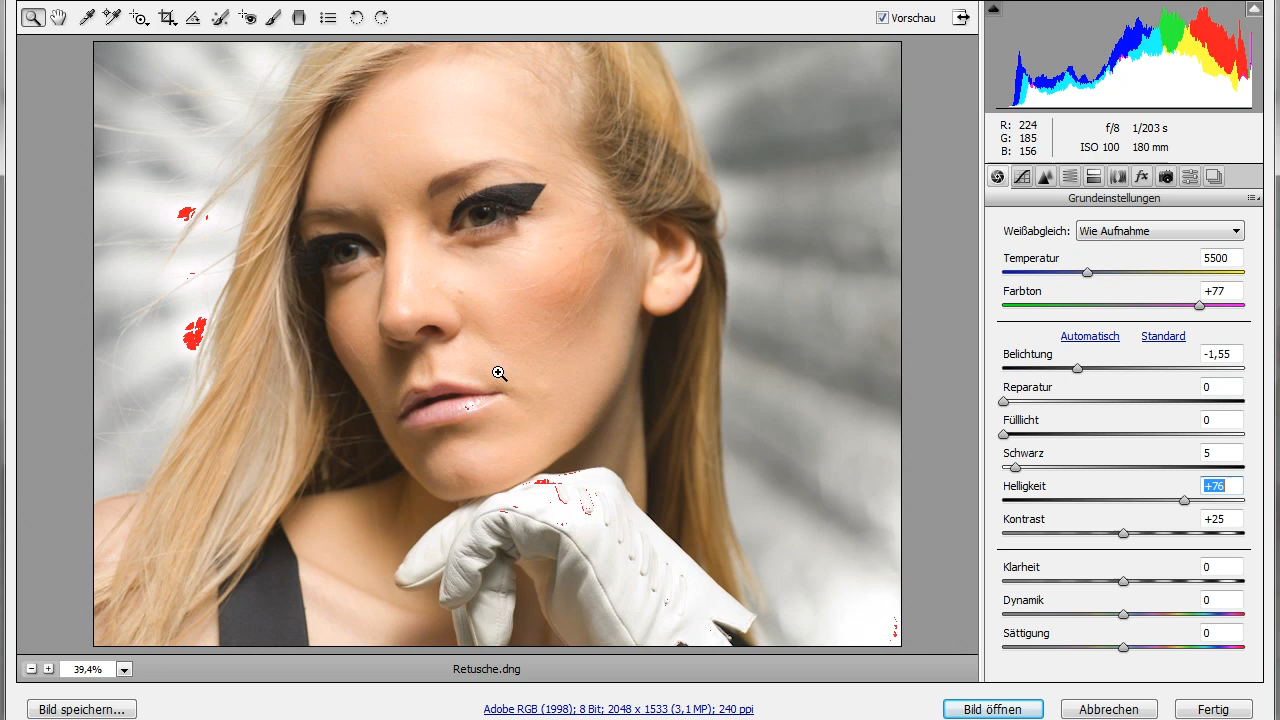 Vorschau
R: 224
G: 185
B: 156
f/8 1/203 s
ISO 100 180 mm
fx
Grundeinstellungen
Weißabgleich: Wie Aufnahme
Temperatur 5500
Farbton +77
Automatisch Standard
Belichtung -1,55
Reparatur 0
Fülllicht 0
Schwarz 5
Helligkeit +76
Kontrast +25
Klarheit 0
Dynamik 0
Sättigung 0
39,4% Retusche.dng
Bild speichern... Adobe RGB (1998); 8 Bit; 2048 x 1533 (3,1 MP); 240 ppi Bild öffnen Abbrechen Fertig